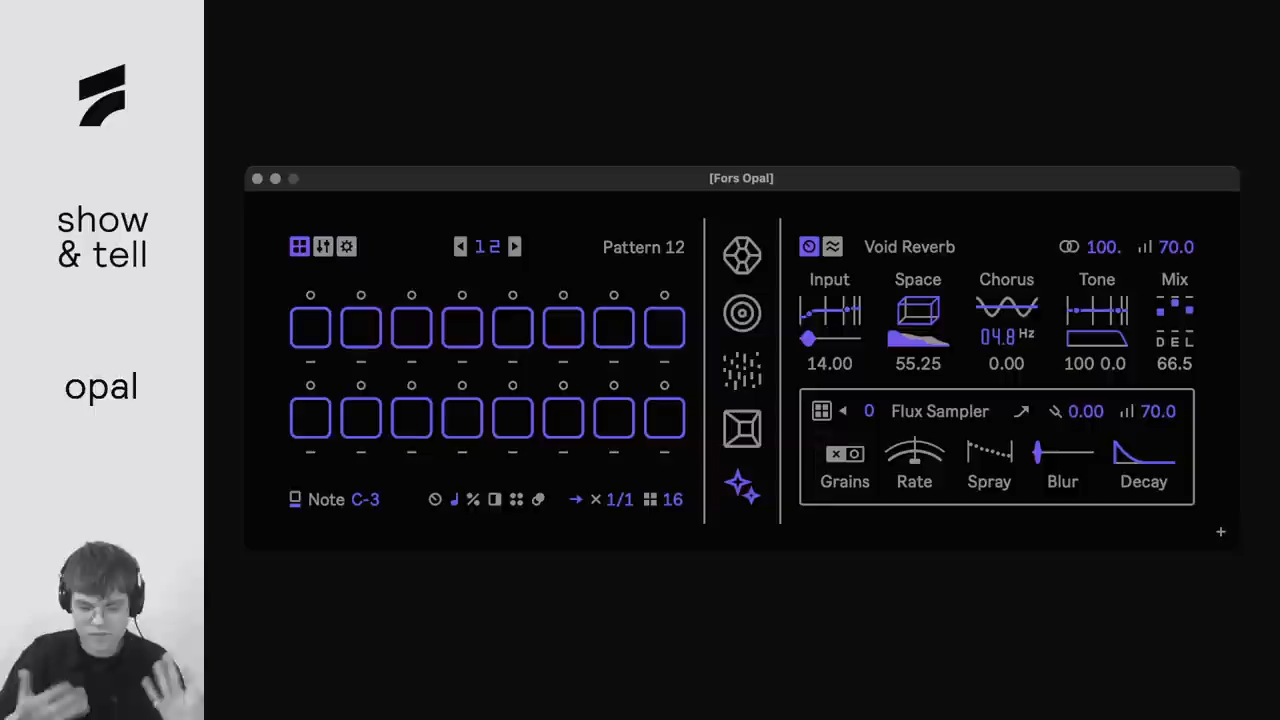 show
& tell
opal
[Fors Opal]
12
Pattern 12
Note C-3
× 1/1
16
Void Reverb
100.
70.0
Input
Space
Chorus
Tone
Mix
04.8 Hz
D E L
14.00
55.25
0.00
100 0.0
66.5
0
Flux Sampler
0.00
70.0
Grains
Rate
Spray
Blur
Decay
+